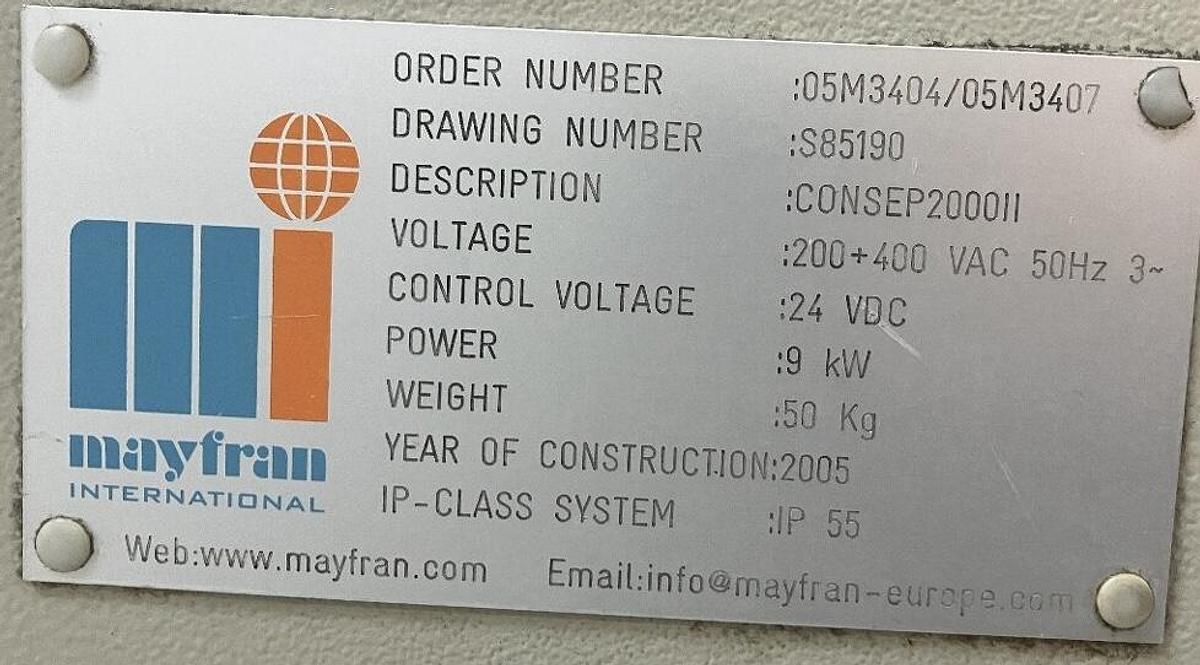 ORDER NUMBER :05M3404/05M3407
DRAWING NUMBER :S85190
DESCRIPTION :CONSEP2000II
VOLTAGE :200+400 VAC 50Hz 3~
CONTROL VOLTAGE :24 VDC
POWER :9 kW
WEIGHT :50 Kg
YEAR OF CONSTRUCTION:2005
IP-CLASS SYSTEM :IP 55
mayfran
INTERNATIONAL
Web:www.mayfran.com Email:info@mayfran-europe.com